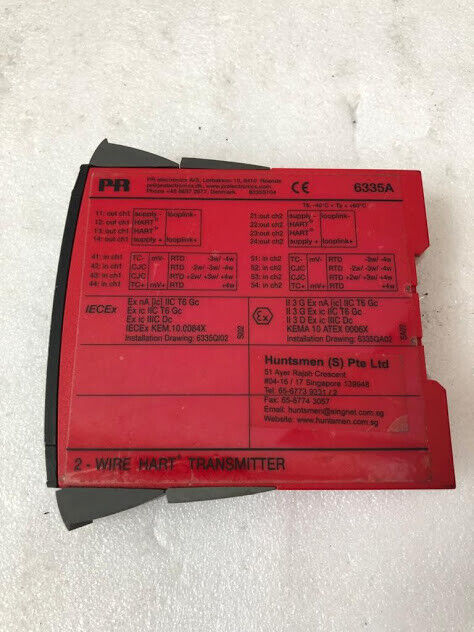 PR
PR electronics A/S, Lerbakken 10, 8410 Rønde
www.prelectronics.com
Denmark
CE
6335A
-40°C < Ta < +60°C
11: out ch1 supply - looplink-
12: out ch1 HART®
13: out ch1 HART®
14: out ch1 supply + looplink+
21: out ch2 supply - looplink-
22: out ch2 HART®
23: out ch2 HART®
24: out ch2 supply + looplink+
41: in ch1 TC- mV- RTD -3w/ -4w
42: in ch1 CJC RTD -2w/ -3w/ -4w
43: in ch1 CJC RTD +2w/ +3w/ +4w
44: in ch1 TC+ mV+ RTD +4w
51: in ch2 TC- mV- RTD -3w/ -4w
52: in ch2 CJC RTD -2w/ -3w/ -4w
53: in ch2 CJC RTD +2w/ +3w/ +4w
54: in ch2 TC+ mV+ RTD +4w
IECEx
Ex nA [ic] IIC T6 Gc
Ex ic IIC T6 Gc
Ex ic IIIC Dc
IECEx KEM.10.0084X
Installation Drawing: 6335QI02
S02
Ex
II 3 G Ex nA [ic] IIC T6 Gc
II 3 G Ex ic IIC T6 Gc
II 3 D Ex ic IIIC Dc
KEMA 10 ATEX 0006X
Installation Drawing: 6335QA02
Huntsmen (S) Pte Ltd
51 Ayer Rajah Crescent
#04-16 / 17 Singapore 139948
Tel: 65-6773 9331 / 2
Fax: 65-6774 3057
Email: huntsmen@singnet.com.sg
Website: www.huntsmen.com.sg
2 - WIRE HART® TRANSMITTER